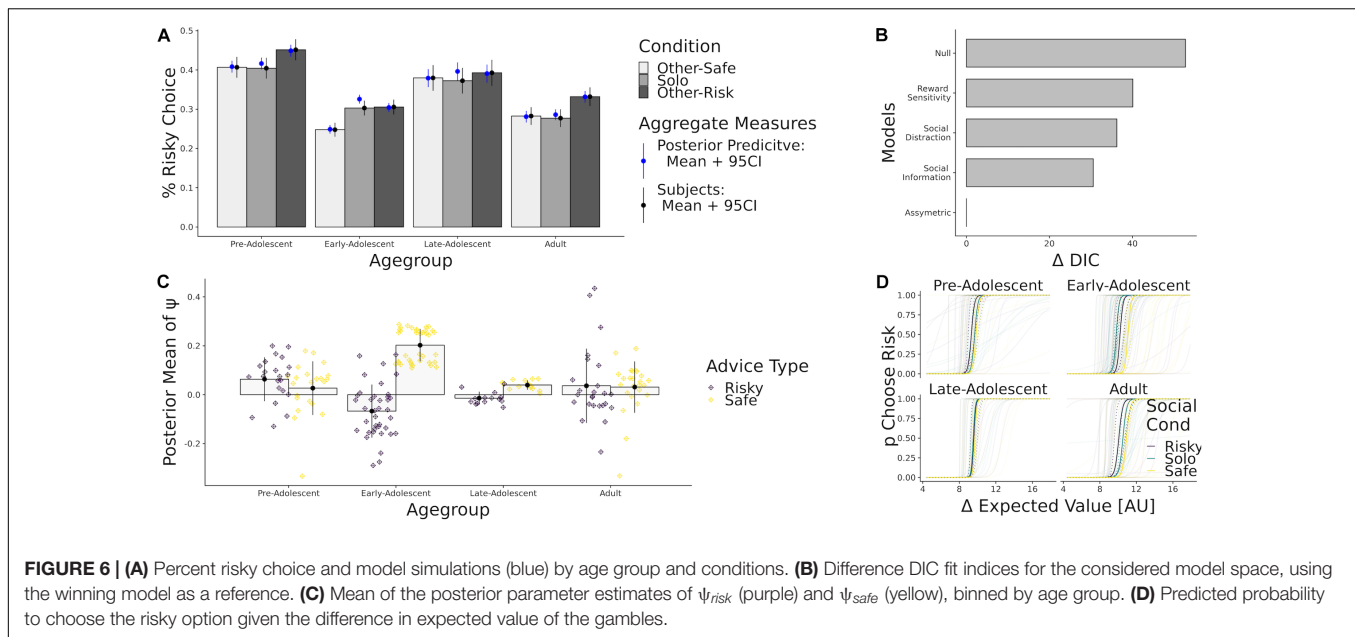 A
0.5
0.4
0.3
0.2
0.1
0.0
% Risky Choice
Pre-Adolescent
Early-Adolescent
Late-Adolescent
Adult
Agegroup
Condition
Other-Safe
Solo
Other-Risk
Aggregate Measures
Posterior Predicitve:
Mean + 95CI
Subjects:
Mean + 95CI
B
Models
Null
Reward
Sensitivity
Social
Distraction
Social
Information
Assymetric
0
20
40
Δ DIC
C
Posterior Mean of Ψ
0.4
0.2
0.0
-0.2
Pre-Adolescent
Early-Adolescent
Late-Adolescent
Adult
Agegroup
Advice Type
Risky
Safe
D
p Choose Risk
Pre-Adolescent
Early-Adolescent
1.00
0.75
0.50
0.25
0.00
Late-Adolescent
Adult
1.00
0.75
0.50
0.25
0.00
4
8
12
16
4
8
12
16
Δ Expected Value [AU]
Social
Cond
Risky
Solo
Safe
FIGURE 6 | (A) Percent risky choice and model simulations (blue) by age group and conditions. (B) Difference DIC fit indices for the considered model space, using
the winning model as a reference. (C) Mean of the posterior parameter estimates of ψrisk (purple) and ψsafe (yellow), binned by age group. (D) Predicted probability
to choose the risky option given the difference in expected value of the gambles.